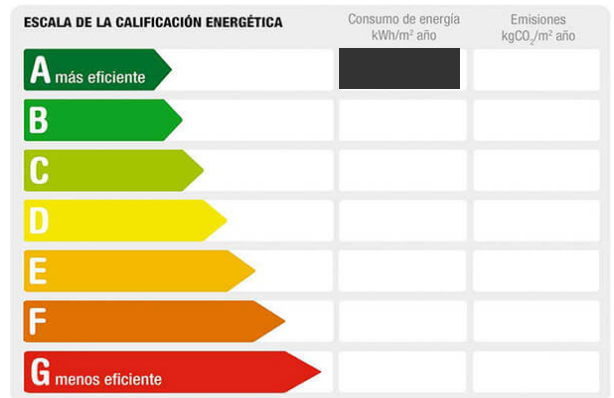 ESCALA DE LA CALIFICACIÓN ENERGÉTICA
Consumo de energía
kWh/m² año
Emisiones
kgCO₂/m² año
A más eficiente
B
C
D
E
F
G menos eficiente